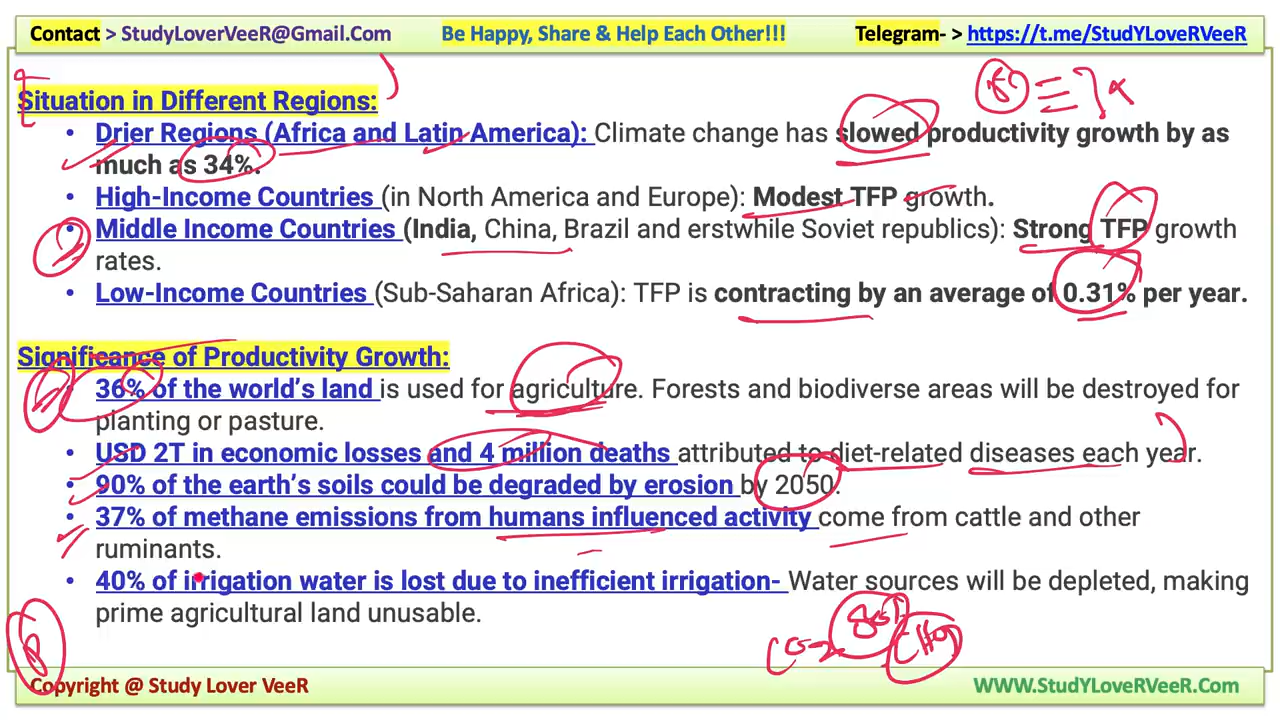 Contact > StudyLoverVeeR@Gmail.Com Be Happy, Share & Help Each Other!!! Telegram- > https://t.me/StudYLoveRVeeR
Situation in Different Regions:
• Drier Regions (Africa and Latin America): Climate change has slowed productivity growth by as
much as 34%.
• High-Income Countries (in North America and Europe): Modest TFP growth.
• Middle Income Countries (India, China, Brazil and erstwhile Soviet republics): Strong TFP growth
rates.
• Low-Income Countries (Sub-Saharan Africa): TFP is contracting by an average of 0.31% per year.
Significance of Productivity Growth:
36% of the world's land is used for agriculture. Forests and biodiverse areas will be destroyed for
planting or pasture.
• USD 2T in economic losses and 4 million deaths attributed to diet-related diseases each year.
• 90% of the earth's soils could be degraded by erosion by 2050.
• 37% of methane emissions from humans influenced activity come from cattle and other
ruminants.
• 40% of irrigation water is lost due to inefficient irrigation- Water sources will be depleted, making
prime agricultural land unusable.
Copyright @ Study Lover VeeR WWW.StudYLoveRVeeR.Com